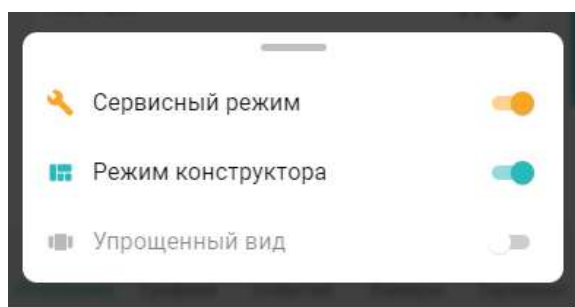 Сервисный режим
Режим конструктора
Упрощенный вид